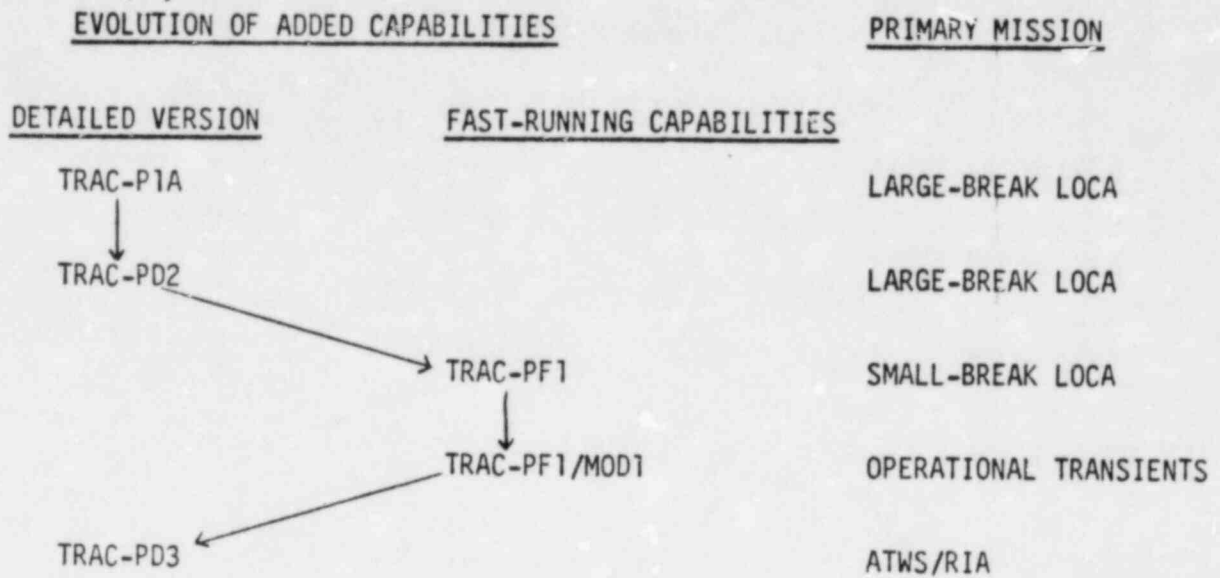 EVOLUTION OF ADDED CAPABILITIES PRIMARY MISSION
DETAILED VERSION FAST-RUNNING CAPABILITIES
TRAC-P1A LARGE-BREAK LOCA
TRAC-PD2 LARGE-BREAK LOCA
TRAC-PF1 SMALL-BREAK LOCA
TRAC-PF1/MOD1 OPERATIONAL TRANSIENTS
TRAC-PD3 ATWS/RIA